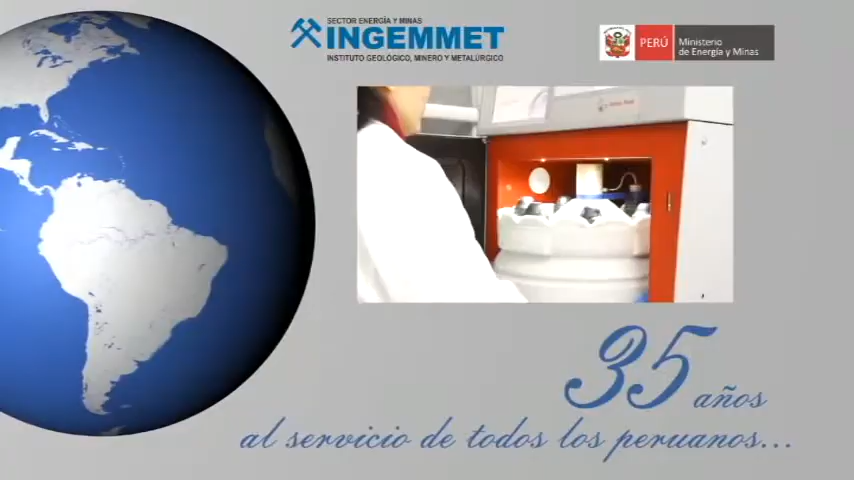 SECTOR ENERGÍA Y MINAS
INGEMMET
INSTITUTO GEOLÓGICO, MINERO Y METALÚRGICO
PERÚ
Ministerio
de Energía y Minas
35 años
al servicio de todos los peruanos...